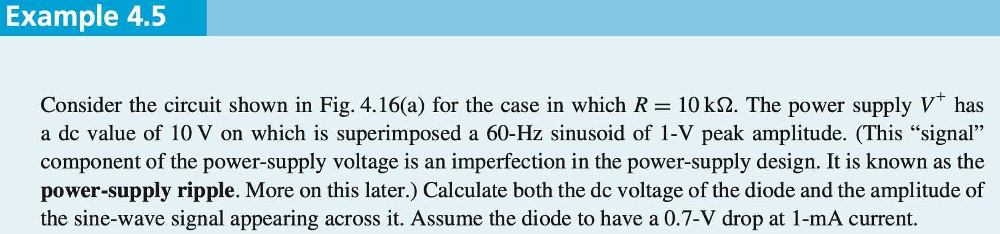 Example 4.5
Consider the circuit shown in Fig. 4.16(a) for the case in which R = 10 kΩ. The power supply V⁺ has
a dc value of 10 V on which is superimposed a 60-Hz sinusoid of 1-V peak amplitude. (This “signal”
component of the power-supply voltage is an imperfection in the power-supply design. It is known as the
power-supply ripple. More on this later.) Calculate both the dc voltage of the diode and the amplitude of
the sine-wave signal appearing across it. Assume the diode to have a 0.7-V drop at 1-mA current.